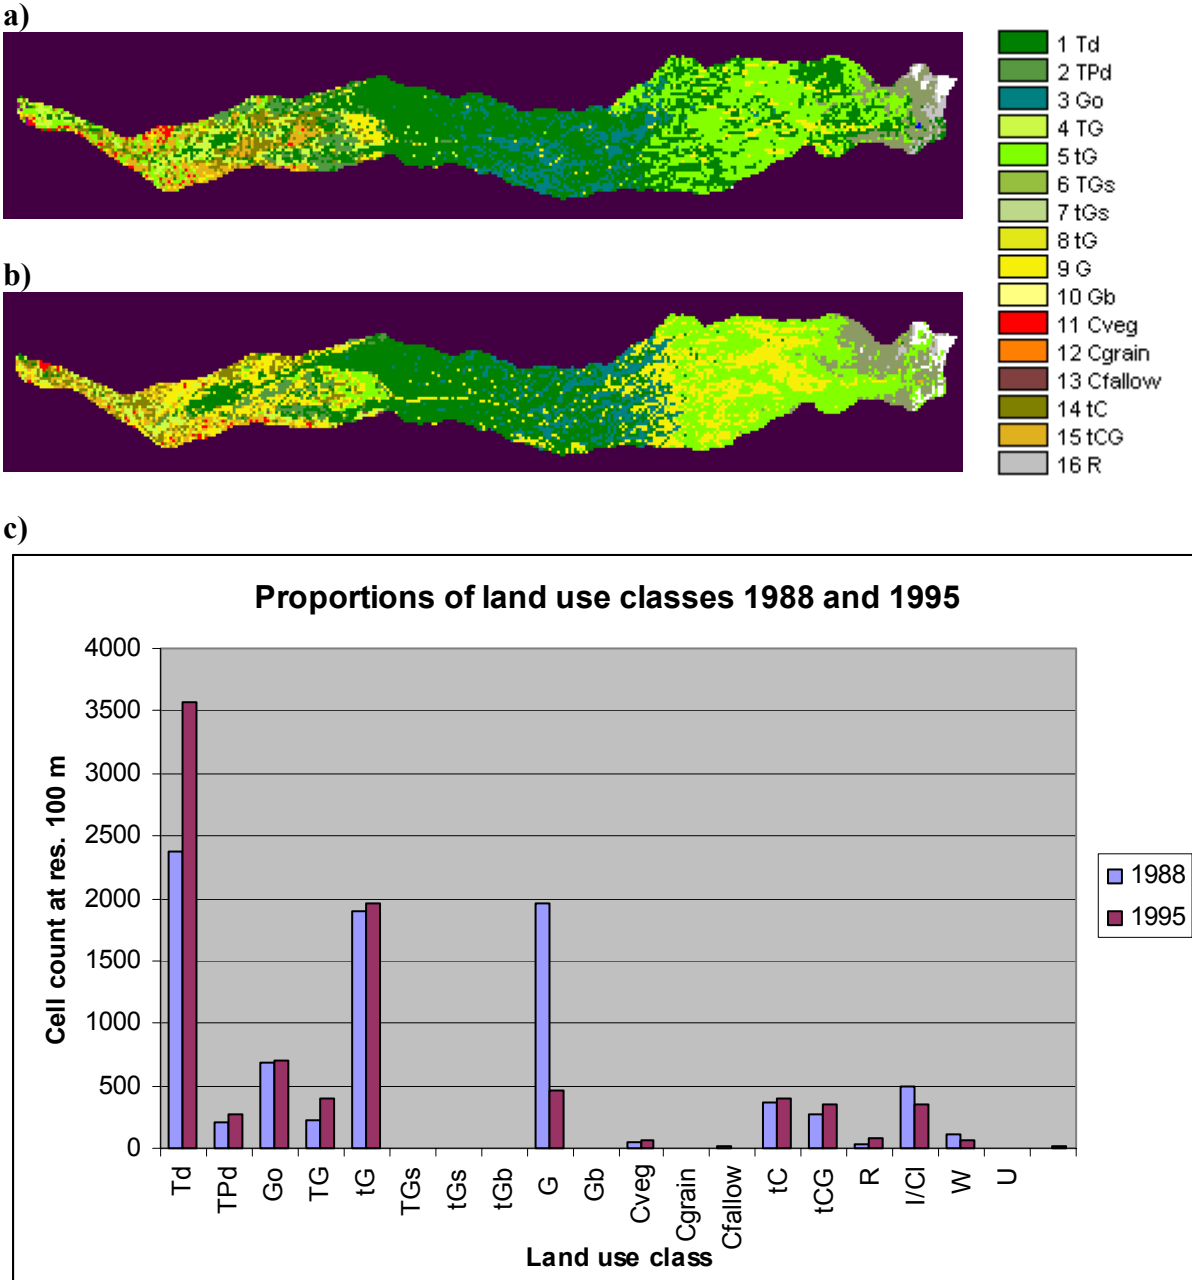 a)
1 Td
2 TPd
3 Go
4 TG
5 tG
6 TGs
7 tGs
8 tG
9 G
10 Gb
11 Cveg
12 Cgrain
13 Cfallow
14 tC
15 tCG
16 R
b)
c)
Proportions of land use classes 1988 and 1995
4000
3500
3000
2500
2000
1500
1000
500
0
Cell count at res. 100 m
Td
TPd
Go
TG
tG
TGs
tGs
tGb
G
Gb
Cveg
Cgrain
Cfallow
tC
tCG
R
I/Cl
W
U
Land use class
1988
1995